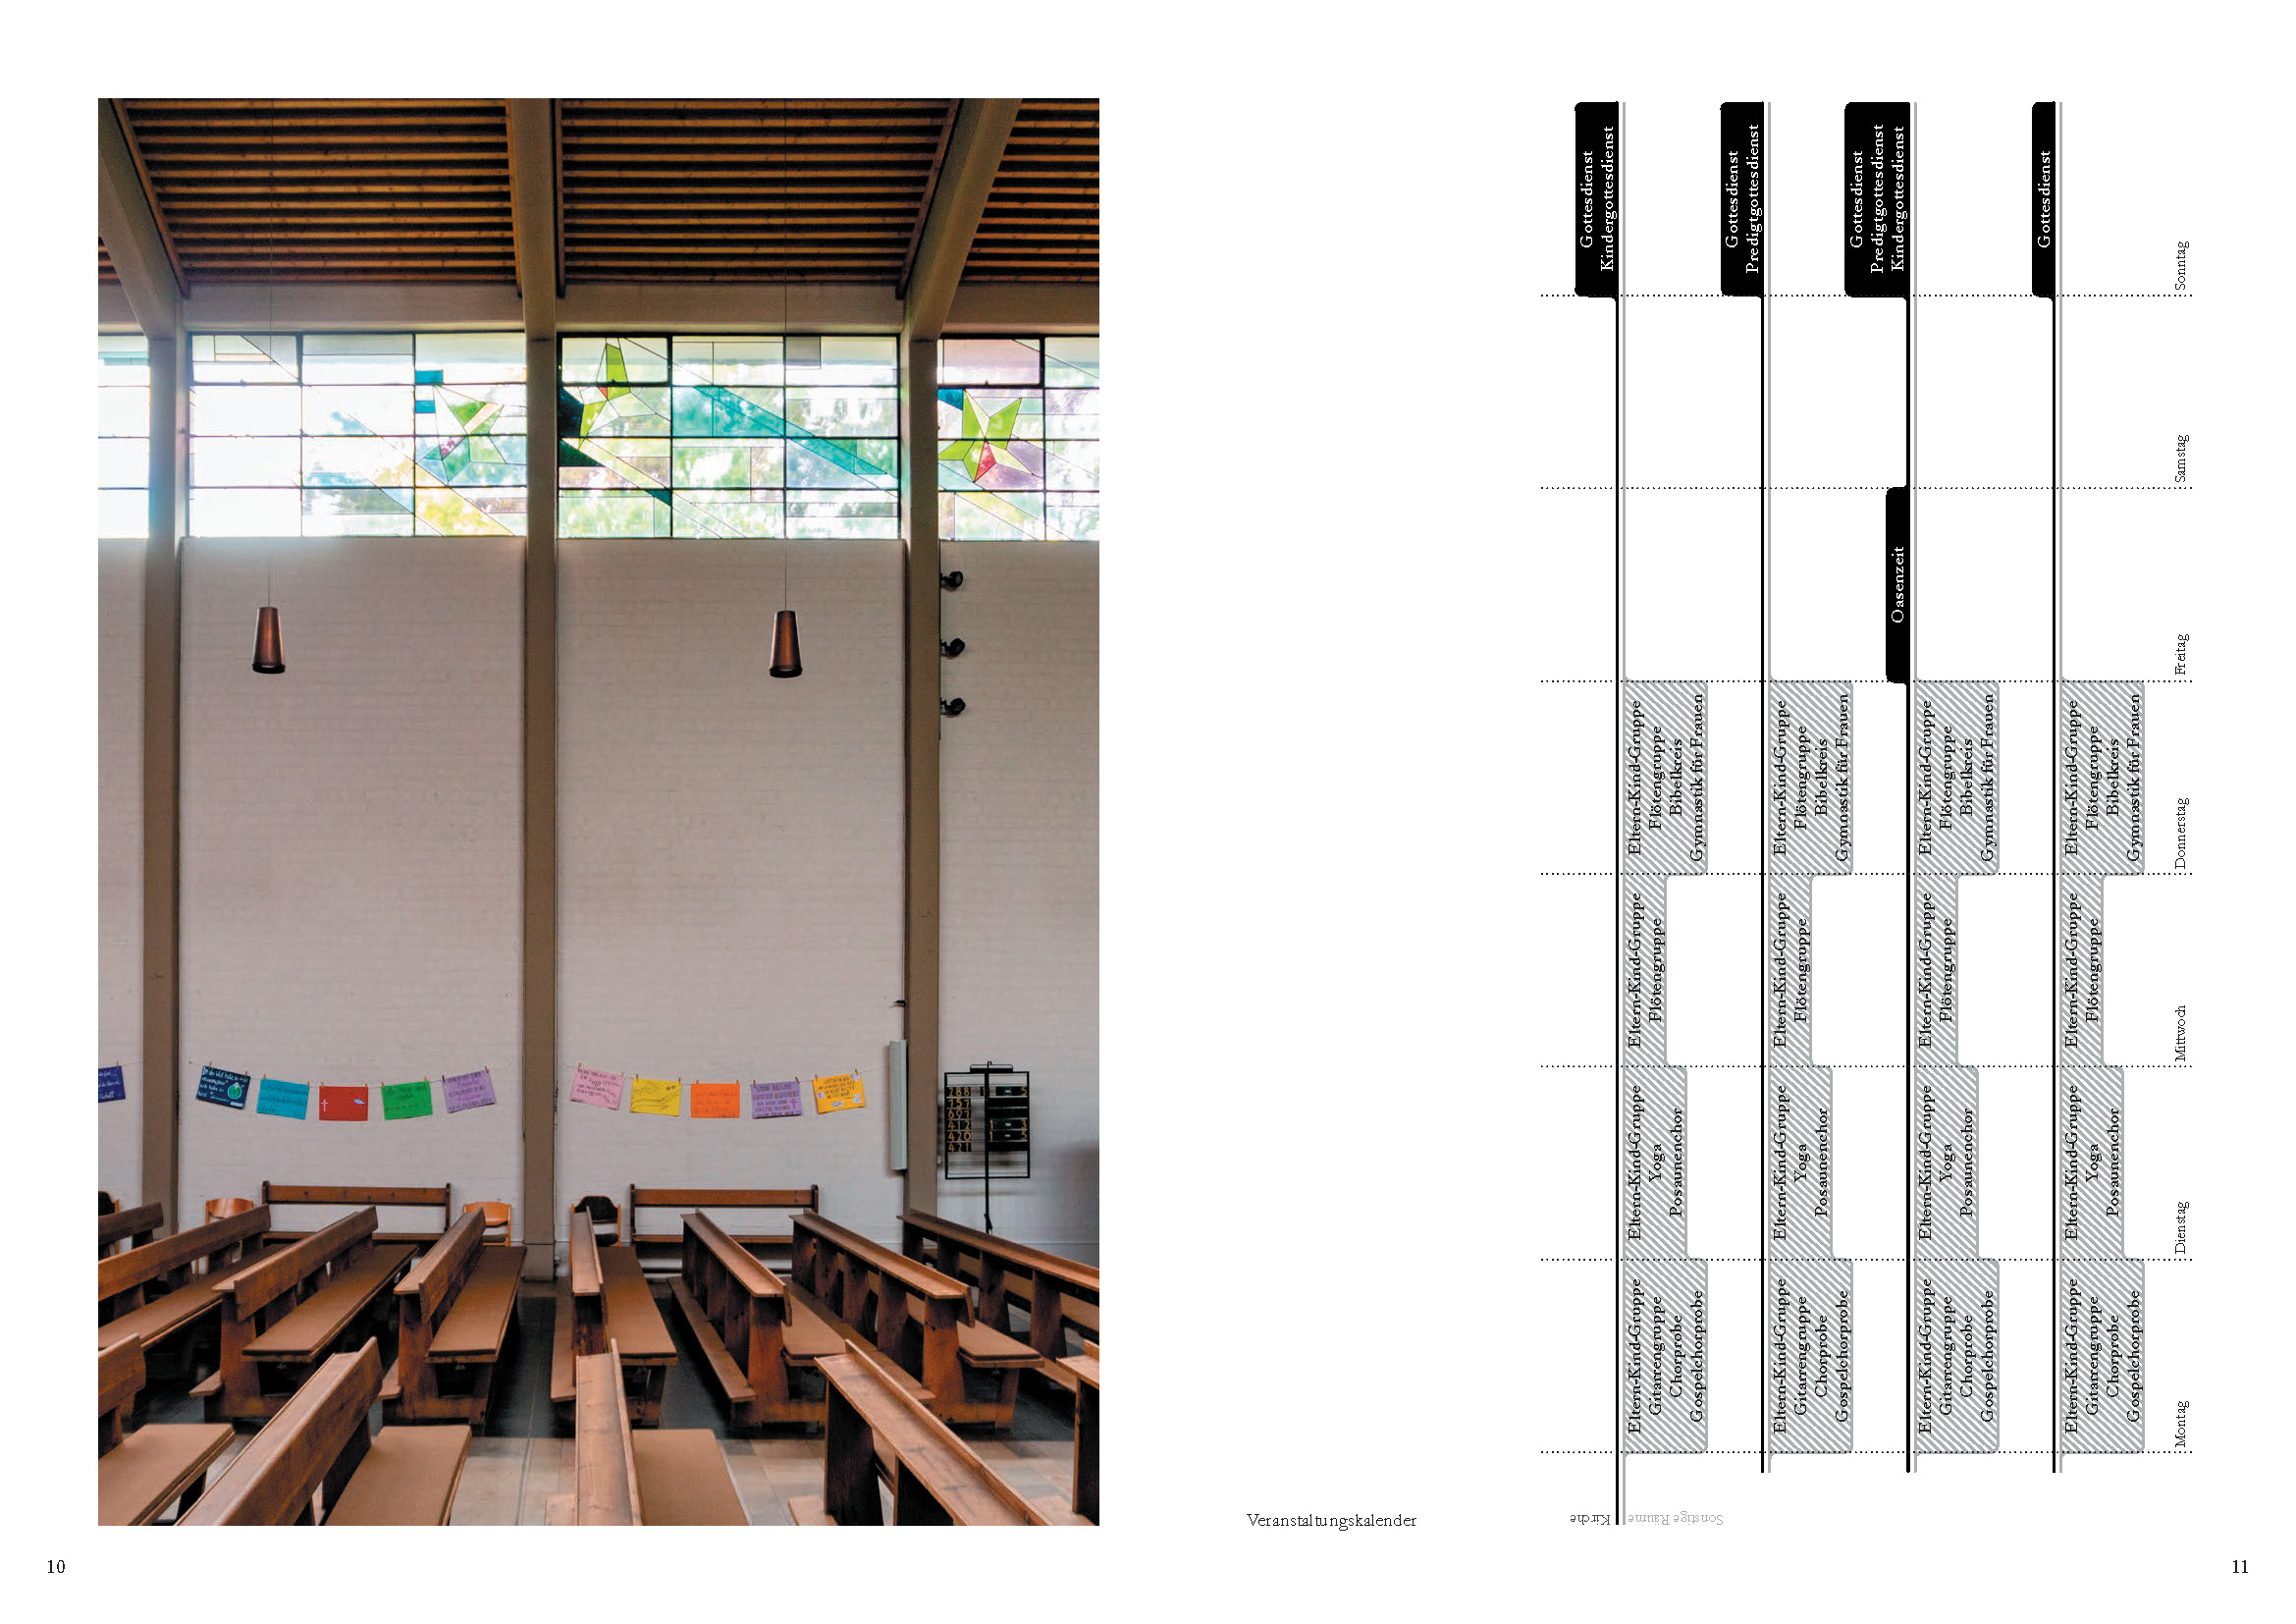 Gottesdienst
Kindergottesdienst
Gottesdienst
Predigtgottesdienst
Gottesdienst
Predigtgottesdienst
Kindergottesdienst
Gottesdienst
Sonntag
Samstag
Oasenzeit
Freitag
Eltern-Kind-Gruppe
Flötengruppe
Bibelkreis
Gymnastik für Frauen
Eltern-Kind-Gruppe
Flötengruppe
Bibelkreis
Gymnastik für Frauen
Eltern-Kind-Gruppe
Flötengruppe
Bibelkreis
Gymnastik für Frauen
Eltern-Kind-Gruppe
Flötengruppe
Bibelkreis
Gymnastik für Frauen
Donnerstag
Eltern-Kind-Gruppe
Flötengruppe
Eltern-Kind-Gruppe
Flötengruppe
Eltern-Kind-Gruppe
Flötengruppe
Eltern-Kind-Gruppe
Flötengruppe
Mittwoch
Eltern-Kind-Gruppe
Yoga
Posaunenchor
Eltern-Kind-Gruppe
Yoga
Posaunenchor
Eltern-Kind-Gruppe
Yoga
Posaunenchor
Eltern-Kind-Gruppe
Yoga
Posaunenchor
Dienstag
Eltern-Kind-Gruppe
Gitarrengruppe
Chorprobe
Gospelchorprobe
Eltern-Kind-Gruppe
Gitarrengruppe
Chorprobe
Gospelchorprobe
Eltern-Kind-Gruppe
Gitarrengruppe
Chorprobe
Gospelchorprobe
Eltern-Kind-Gruppe
Gitarrengruppe
Chorprobe
Gospelchorprobe
Montag
Veranstaltungskalender
Kirche
Sonstige Räume
10
11